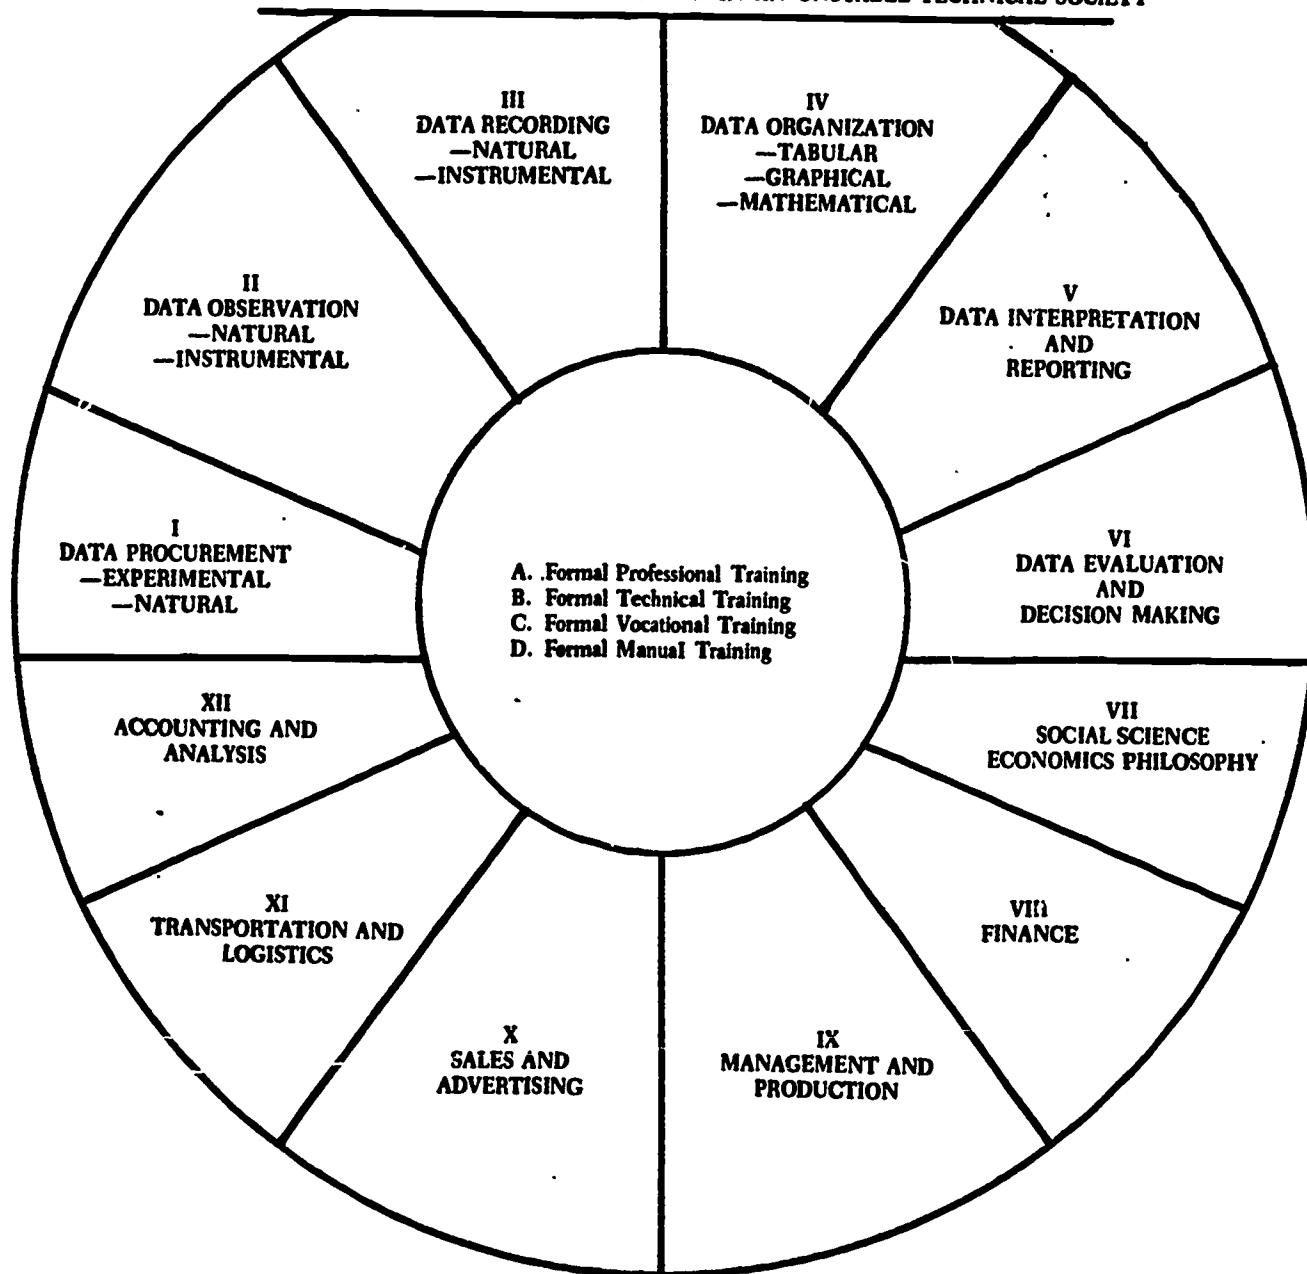 TECHNICAL SOCIETY
III
DATA RECORDING
—NATURAL
—INSTRUMENTAL
IV
DATA ORGANIZATION
—TABULAR
—GRAPHICAL
—MATHEMATICAL
II
DATA OBSERVATION
—NATURAL
—INSTRUMENTAL
V
DATA INTERPRETATION
AND
REPORTING
I
DATA PROCUREMENT
—EXPERIMENTAL
—NATURAL
A. Formal Professional Training
B. Formal Technical Training
C. Formal Vocational Training
D. Formal Manual Training
VI
DATA EVALUATION
AND
DECISION MAKING
XII
ACCOUNTING AND
ANALYSIS
VII
SOCIAL SCIENCE
ECONOMICS PHILOSOPHY
XI
TRANSPORTATION AND
LOGISTICS
VIII
FINANCE
X
SALES AND
ADVERTISING
IX
MANAGEMENT AND
PRODUCTION